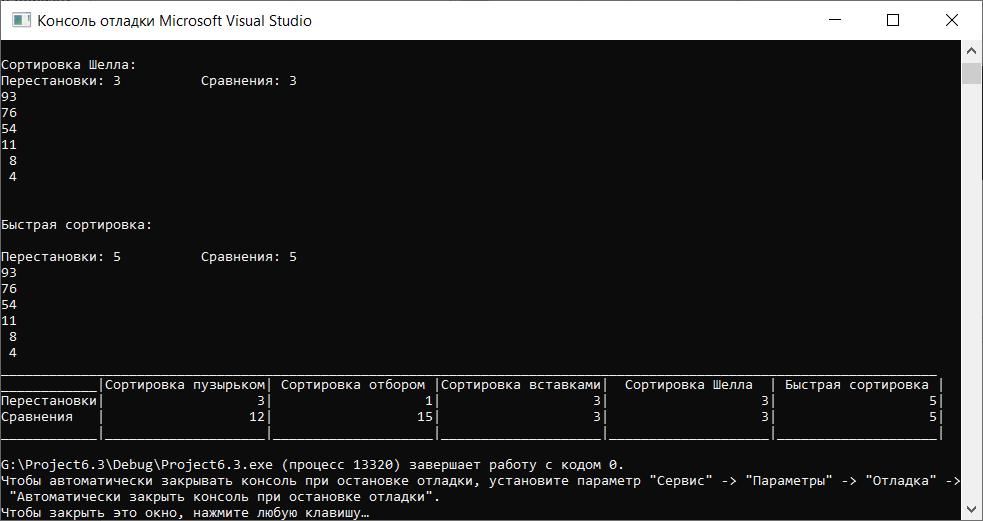 Консоль отладки Microsoft Visual Studio
Сортировка Шелла:
Перестановки: 3          Сравнения: 3
93
76
54
11
 8
 4
Быстрая сортировка:
Перестановки: 5          Сравнения: 5
93
76
54
11
 8
 4
____________|Сортировка пузырьком| Сортировка отбором |Сортировка вставками|  Сортировка Шелла  | Быстрая сортировка |
Перестановки|                  3|                   1|                   3|                   3|                   5|
Сравнения   |                  12|                  15|                   3|                   3|                   5|
____________|____________________|____________________|____________________|____________________|____________________|
G:\Project6.3\Debug\Project6.3.exe (процесс 13320) завершает работу с кодом 0.
Чтобы автоматически закрывать консоль при остановке отладки, установите параметр "Сервис" -> "Параметры" -> "Отладка" ->
 "Автоматически закрыть консоль при остановке отладки".
Чтобы закрыть это окно, нажмите любую клавишу…